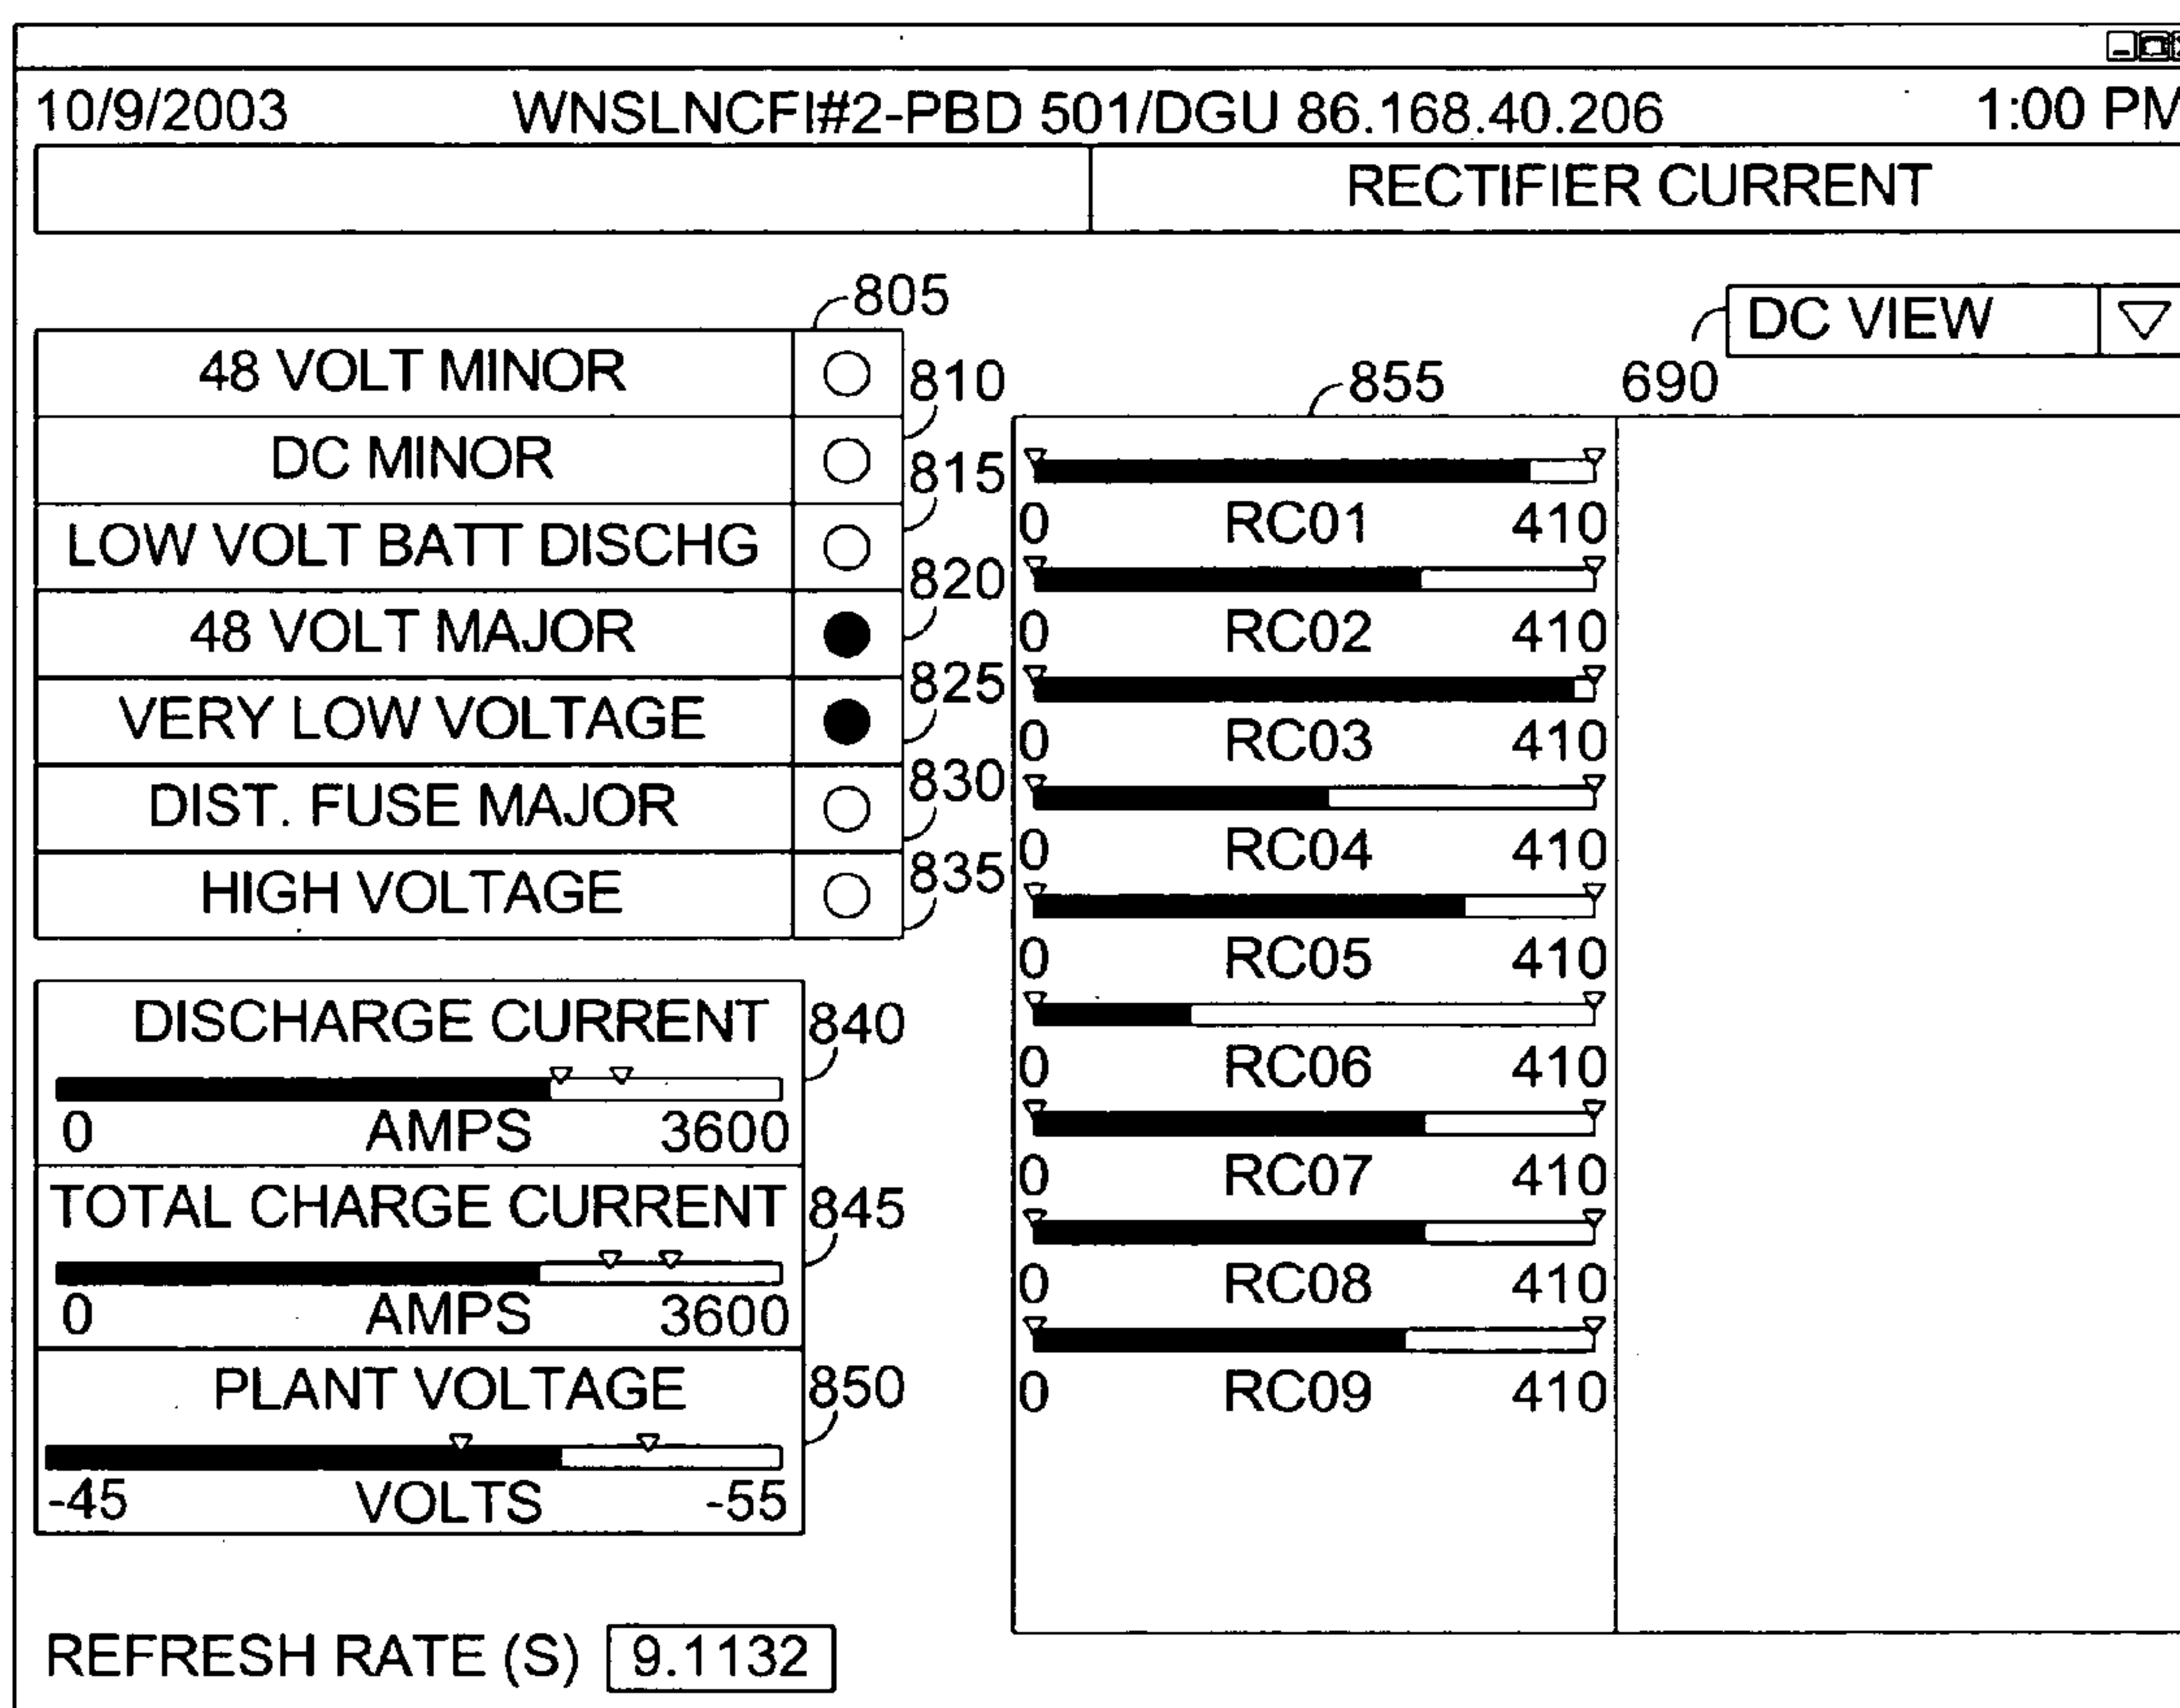 10/9/2003 WNSLNCFI#2-PBD 501/DGU 86.168.40.206 1:00 PM
RECTIFIER CURRENT
805
DC VIEW
690
48 VOLT MINOR
810
DC MINOR
815
LOW VOLT BATT DISCHG
820
48 VOLT MAJOR
825
VERY LOW VOLTAGE
830
DIST. FUSE MAJOR
835
HIGH VOLTAGE
DISCHARGE CURRENT
840
0 AMPS 3600
TOTAL CHARGE CURRENT
845
0 AMPS 3600
PLANT VOLTAGE
850
-45 VOLTS -55
REFRESH RATE (S) 9.1132
855
0 RC01 410
0 RC02 410
0 RC03 410
0 RC04 410
0 RC05 410
0 RC06 410
0 RC07 410
0 RC08 410
0 RC09 410